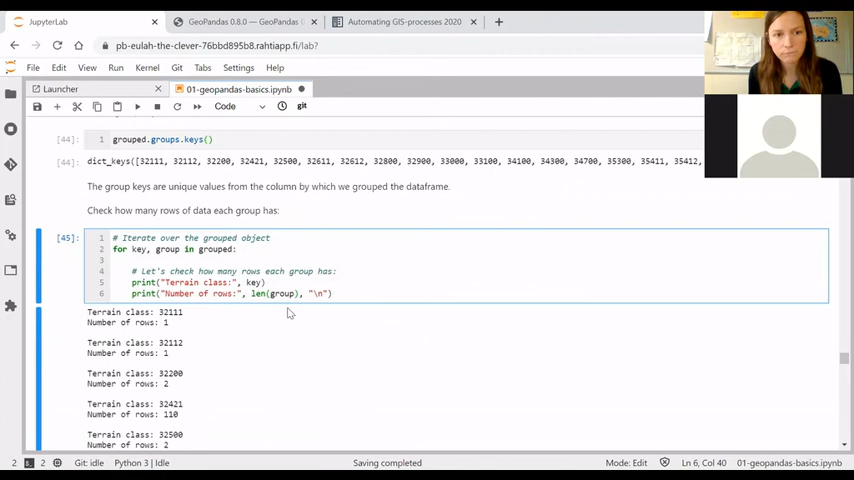 JupyterLab
GeoPandas 0.8.0 — GeoPandas
Automating GIS-processes 2020
pb-eulah-the-clever-76bbd895b8.rahtiapp.fi/lab?
File Edit View Run Kernel Git Tabs Settings Help
Launcher
01-geopandas-basics.ipynb
Code
git
[44]:
1 grouped.groups.keys()
[44]: dict_keys([32111, 32112, 32200, 32421, 32500, 32611, 32612, 32800, 32900, 33000, 33100, 34100, 34300, 34700, 35300, 35411, 35412,
The group keys are unique values from the column by which we grouped the dataframe.
Check how many rows of data each group has:
[45]:
1 # Iterate over the grouped object
2 for key, group in grouped:
3
4 # Let's check how many rows each group has:
5 print("Terrain class:", key)
6 print("Number of rows:", len(group), "\n")
Terrain class: 32111
Number of rows: 1
Terrain class: 32112
Number of rows: 1
Terrain class: 32200
Number of rows: 2
Terrain class: 32421
Number of rows: 110
Terrain class: 32500
Number of rows: 2
2 2 Git: idle Python 3 | Idle Saving completed Mode: Edit Ln 6, Col 40 01-geopandas-basics.ipynb